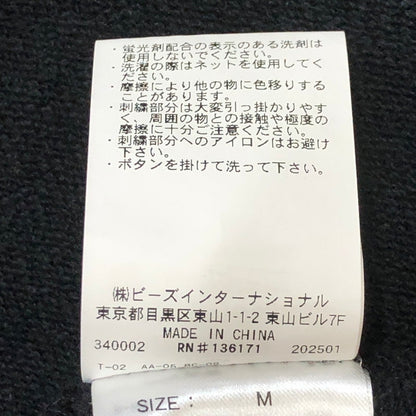 ・蛍光剤配合の表示のある洗剤は
使用しないでください。
・洗濯の際はネットを使用してく
ださい。
・摩擦により他の物に色移りする
ことがあります。
・刺繍部分は大変引っ掛かりやす
く、周囲の物との接触や極度の
摩擦に十分ご注意ください。
・刺繍部分へのアイロンはお避け
下さい。
・ボタンを掛けて洗って下さい。
㈱ビーズインターナショナル
東京都目黒区東山1-1-2 東山ビル7F
MADE IN CHINA
340002 RN#136171 202501
T-02
SIZE: M